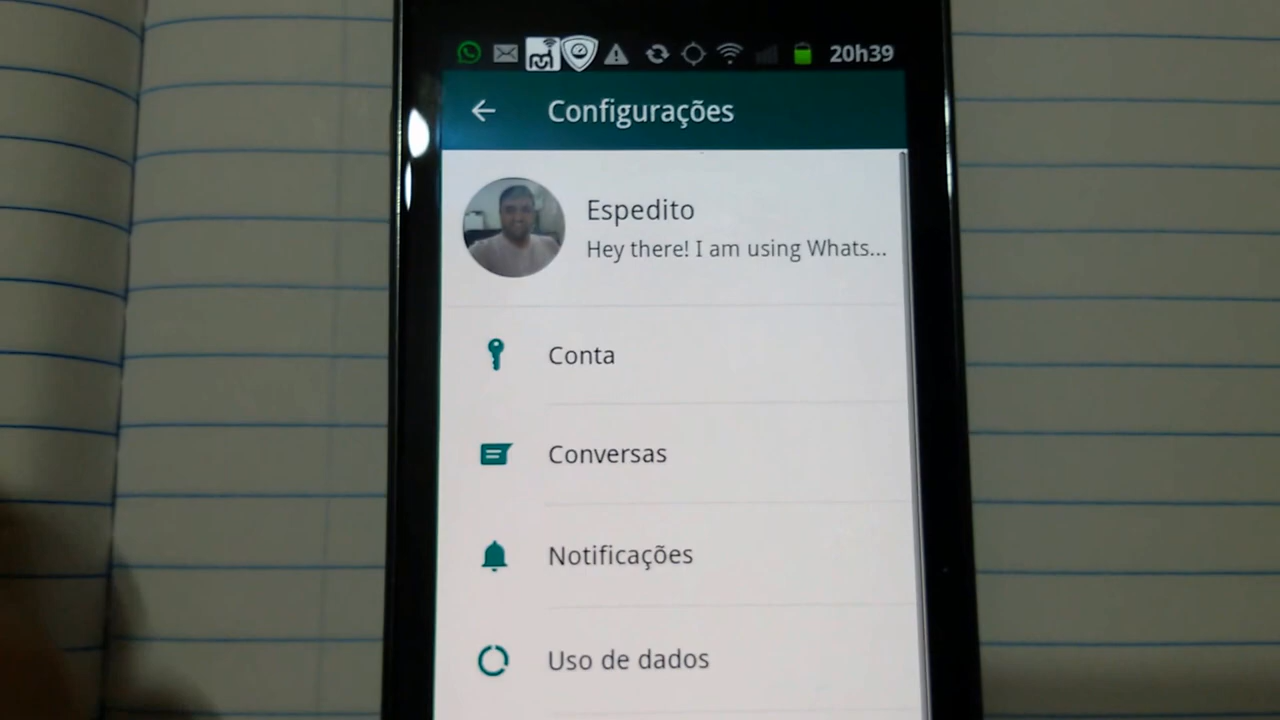 20h39
Configurações
Espedito
Hey there! I am using Whats...
Conta
Conversas
Notificações
Uso de dados